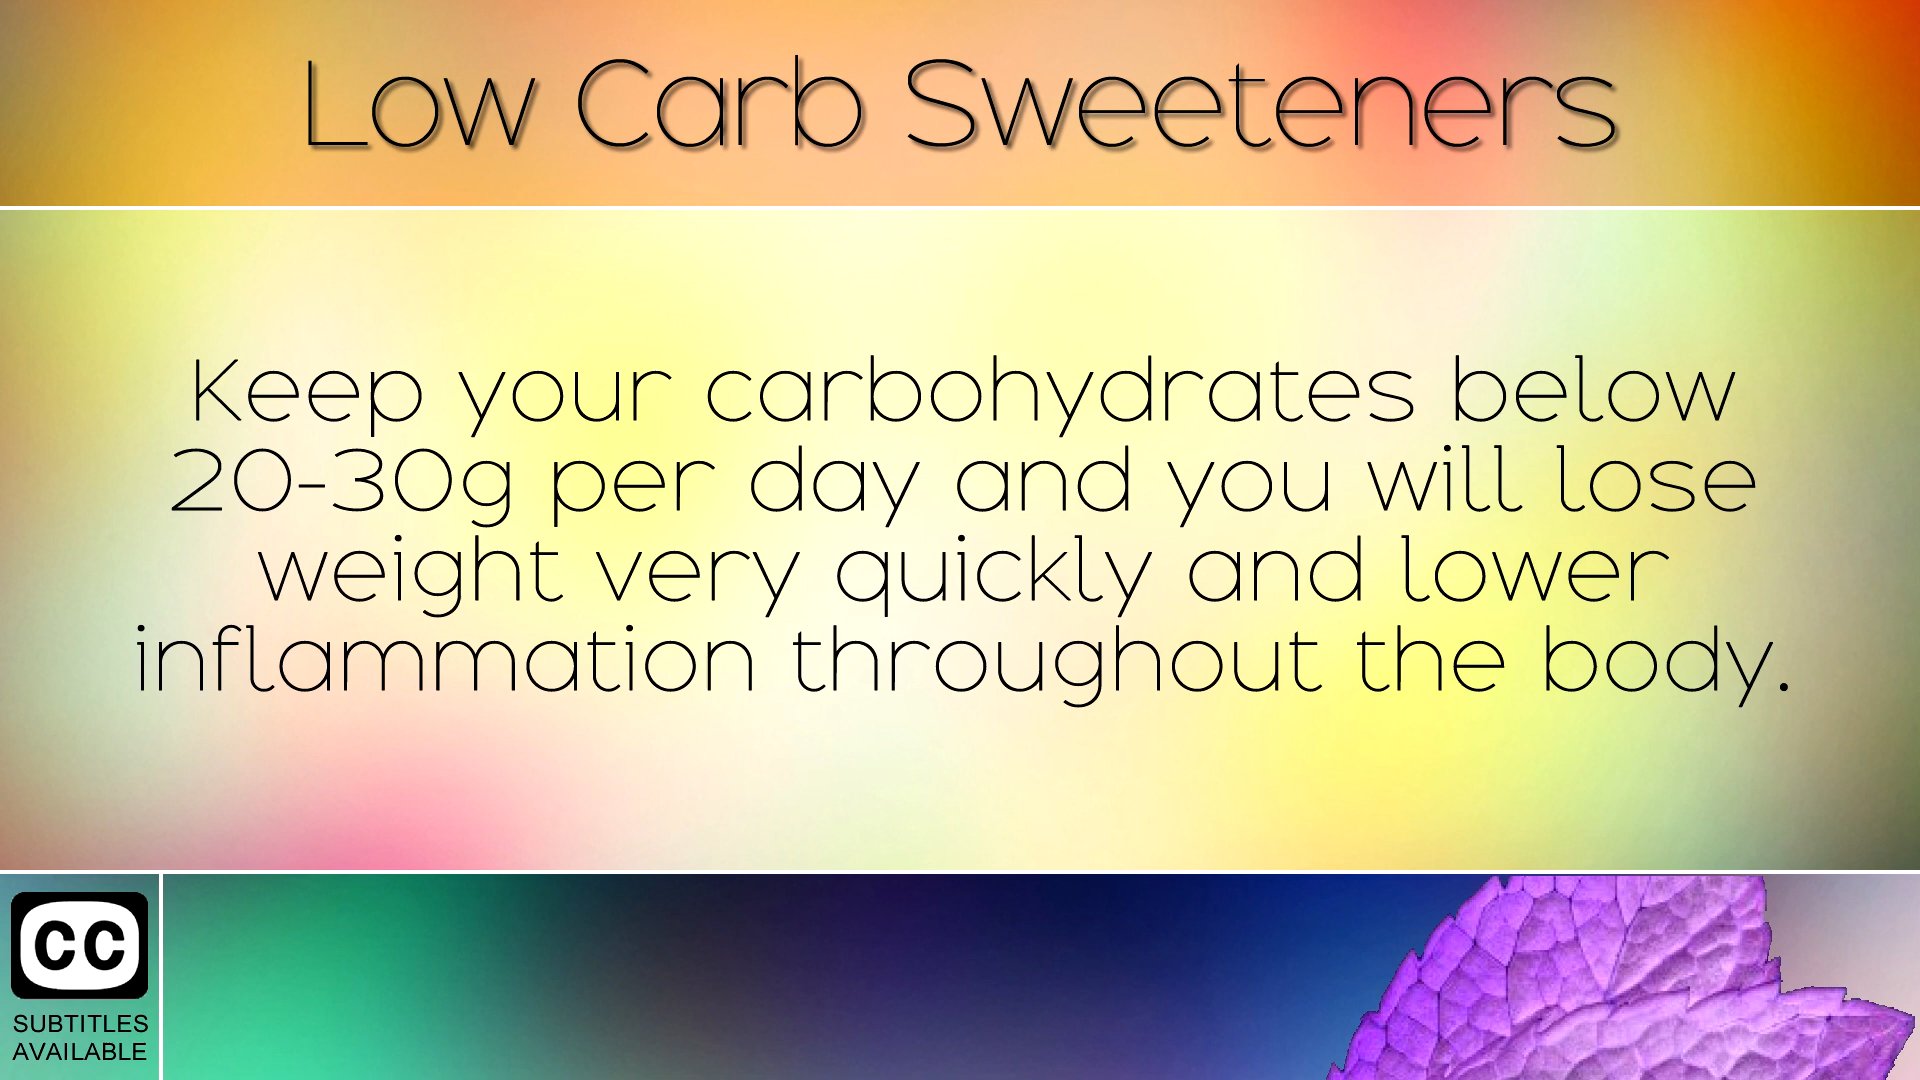 Low Carb Sweeteners
Keep your carbohydrates below
20-30g per day and you will lose
weight very quickly and lower
inflammation throughout the body.
CC
SUBTITLES
AVAILABLE